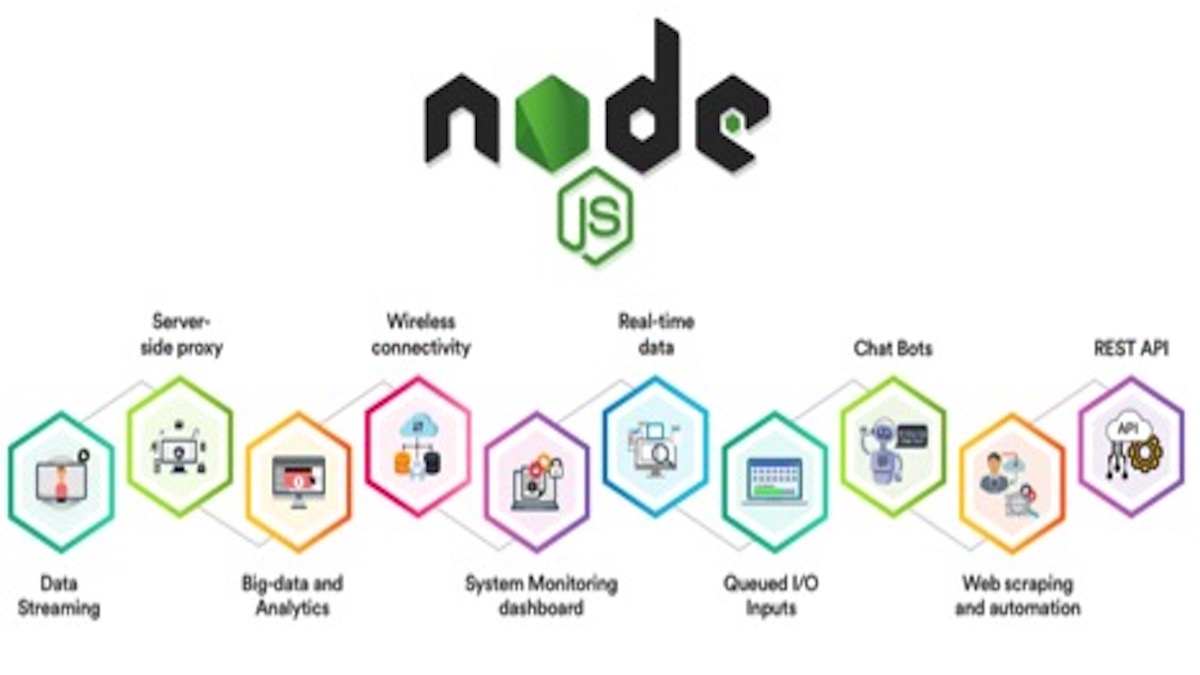 node
JS
Server-
side proxy
Wireless
connectivity
Real-time
data
Chat Bots
REST API
API
Data
Streaming
Big-data and
Analytics
System Monitoring
dashboard
Queued I/O
Inputs
Web scraping
and automation